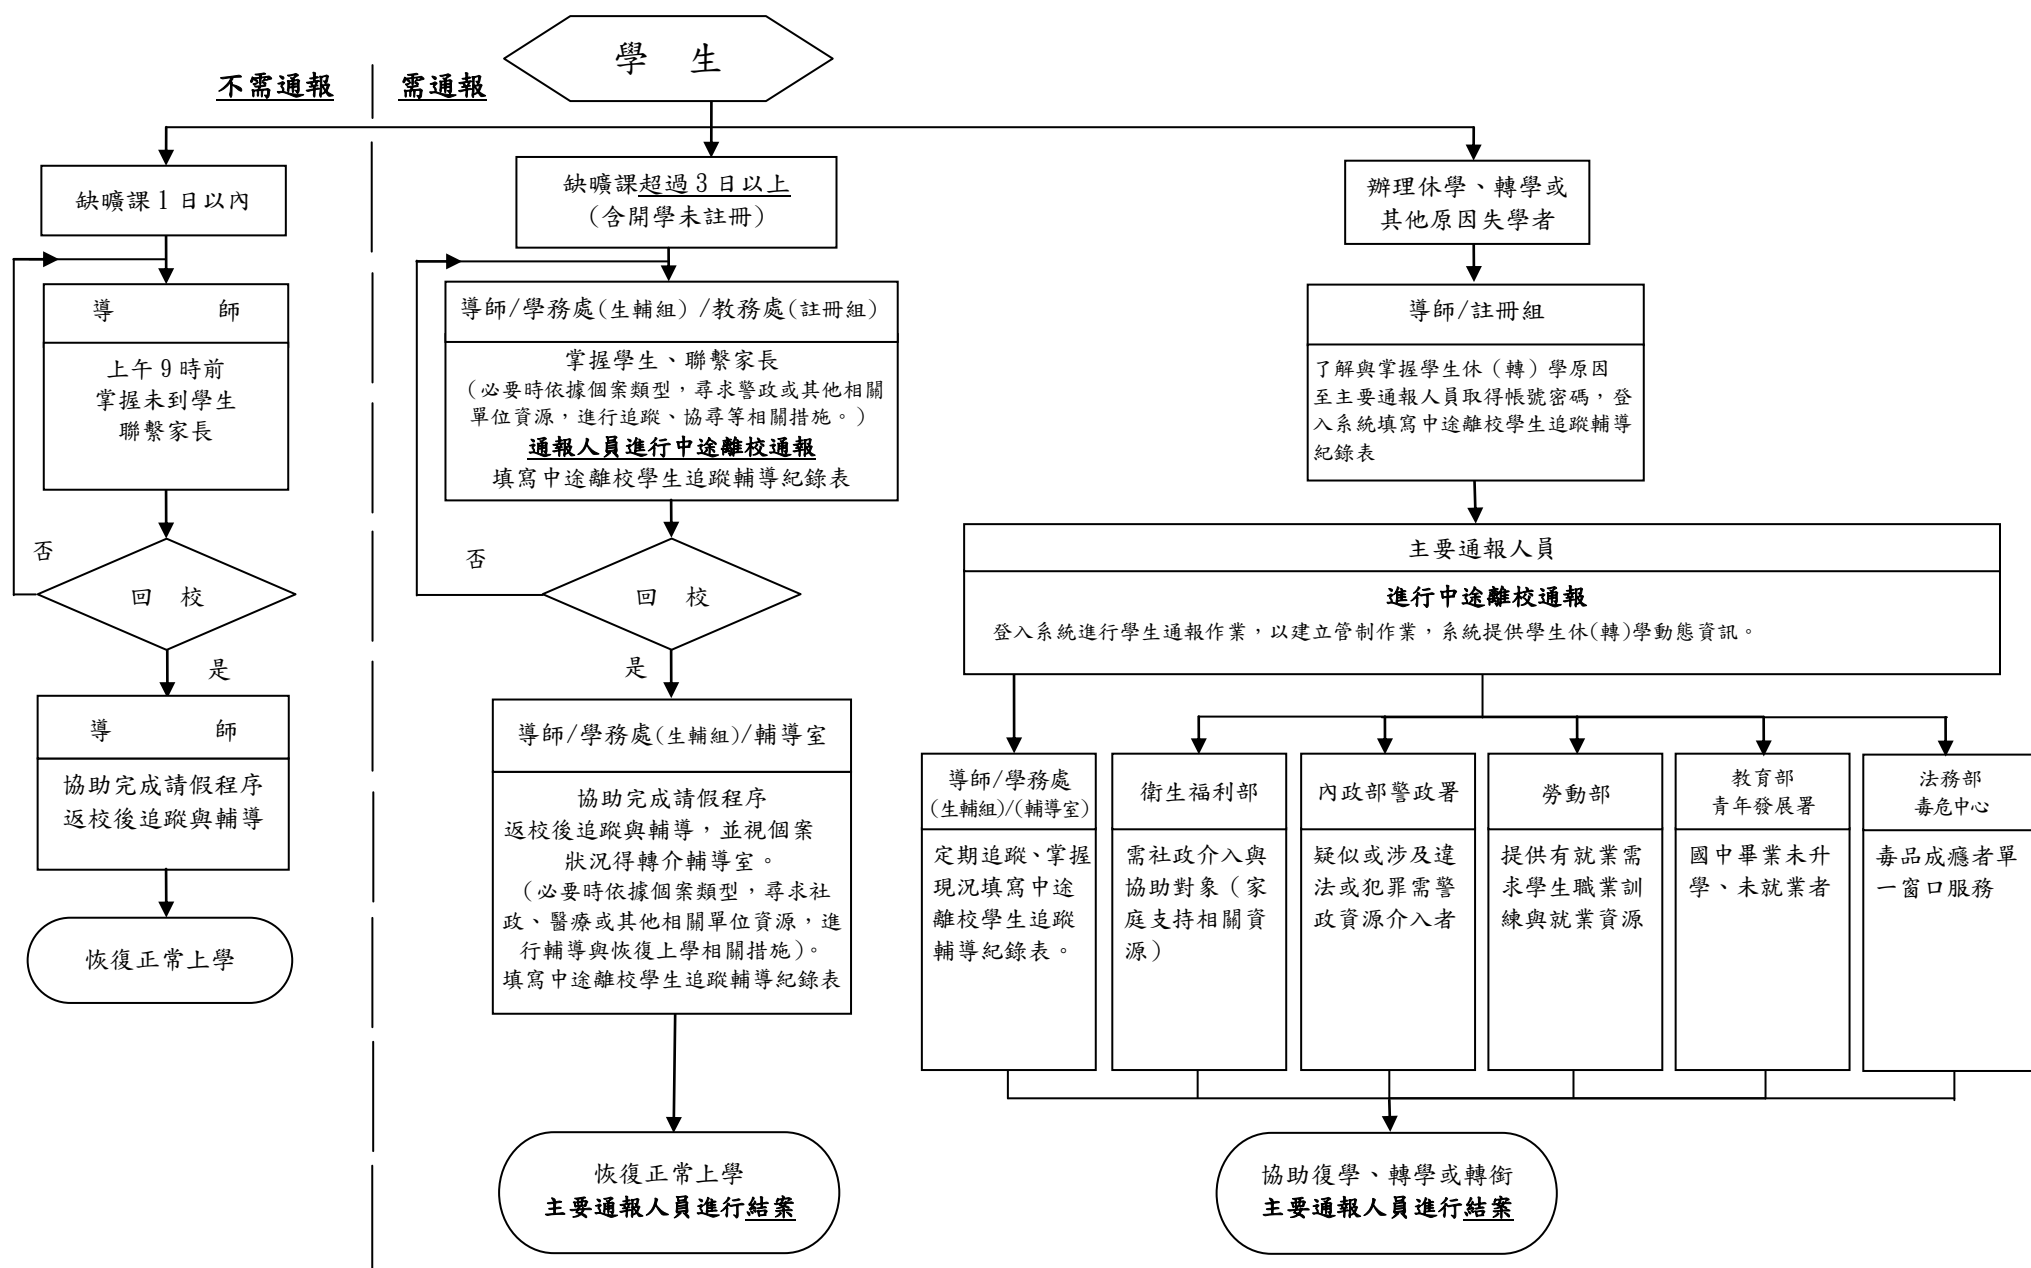 學 生
不需通報
需通報
缺曠課 1 日以內
導 師
上午 9 時前
掌握未到學生
聯繫家長
否
回 校
是
導 師
協助完成請假程序
返校後追蹤與輔導
恢復正常上學
缺曠課超過 3 日以上
(含開學未註冊)
導師/學務處(生輔組) /教務處(註冊組)
掌握學生、聯繫家長
（必要時依據個案類型，尋求警政或其他相關
單位資源，進行追蹤、協尋等相關措施。）
通報人員進行中途離校通報
填寫中途離校學生追蹤輔導紀錄表
否
回 校
是
導師/學務處(生輔組)/輔導室
協助完成請假程序
返校後追蹤與輔導，並視個案
狀況得轉介輔導室。
（必要時依據個案類型，尋求社
政、醫療或其他相關單位資源，進
行輔導與恢復上學相關措施)。
填寫中途離校學生追蹤輔導紀錄表
恢復正常上學
主要通報人員進行結案
辦理休學、轉學或
其他原因失學者
導師/註冊組
了解與掌握學生休（轉）學原因
至主要通報人員取得帳號密碼，登
入系統填寫中途離校學生追蹤輔導
紀錄表
主要通報人員
進行中途離校通報
登入系統進行學生通報作業，以建立管制作業，系統提供學生休(轉)學動態資訊。
導師/學務處
(生輔組)/(輔導室)
定期追蹤、掌握
現況填寫中途
離校學生追蹤
輔導紀錄表。
衛生福利部
需社政介入與
協助對象（家
庭支持相關資
源）
內政部警政署
疑似或涉及違
法或犯罪需警
政資源介入者
勞動部
提供有就業需
求學生職業訓
練與就業資源
教育部
青年發展署
國中畢業未升
學、未就業者
法務部
毒危中心
毒品成癮者單
一窗口服務
協助復學、轉學或轉銜
主要通報人員進行結案